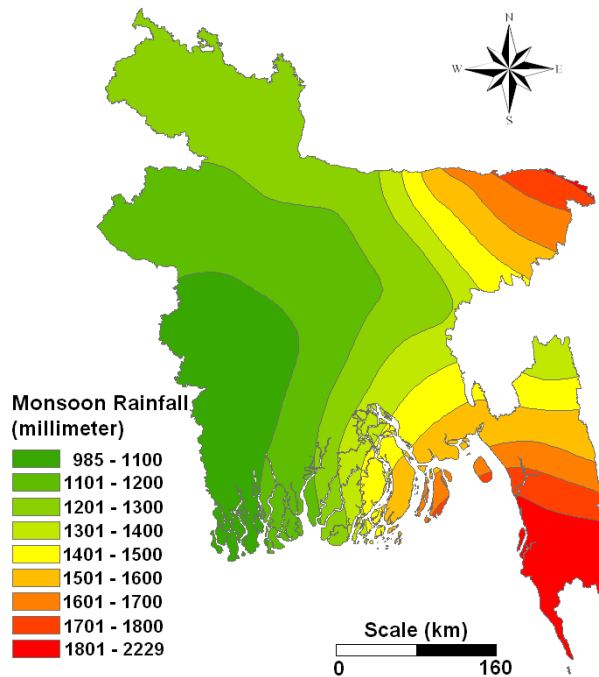 N
W
E
S
Monsoon Rainfall
(millimeter)
985 - 1100
1101 - 1200
1201 - 1300
1301 - 1400
1401 - 1500
1501 - 1600
1601 - 1700
1701 - 1800
1801 - 2229
Scale (km)
0
160